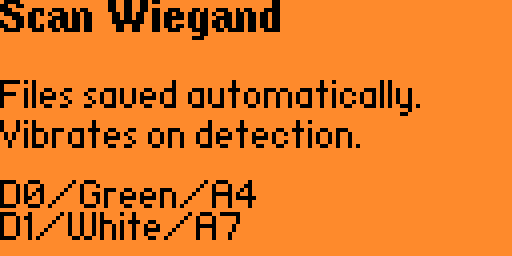 Scan Wiegand
Files saved automatically.
Vibrates on detection.
D0/Green/A4
D1/White/A7